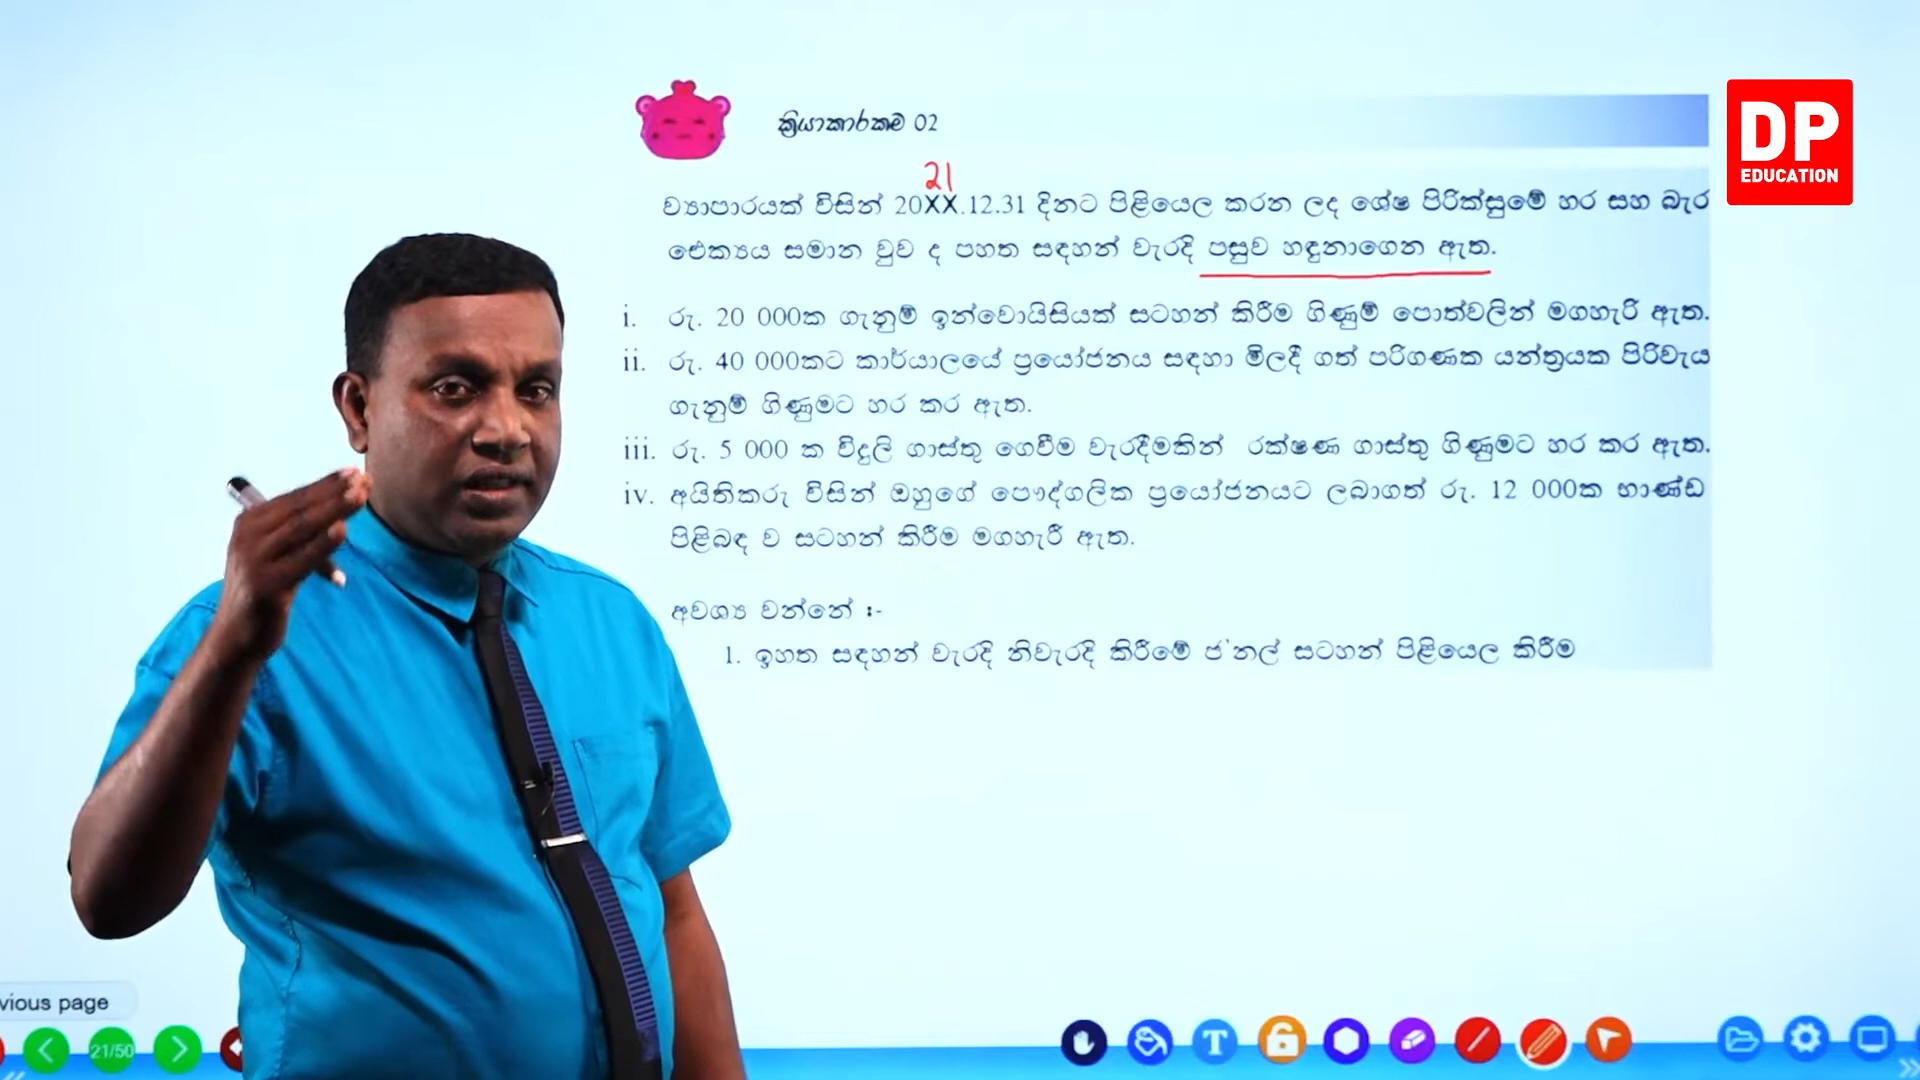 DP
EDUCATION
ක්‍රියාකාරකම 02
21
ව්‍යාපාරයක් විසින් 20XX.12.31 දිනට පිළියෙල කරන ලද ශේෂ පිරික්සුමේ හර සහ බැර
ඓක්‍යය සමාන වුව ද පහත සඳහන් වැරදි පසුව හඳුනාගෙන ඇත.
i. රු. 20 000ක ගැනුම් ඉන්වොයිසියක් සටහන් කිරීම ගිණුම් පොත්වලින් මගහැරි ඇත.
ii. රු. 40 000කට කාර්යාලයේ ප්‍රයෝජනය සඳහා මිලදී ගත් පරිගණක යන්ත්‍රයක පිරිවැය
ගැනුම් ගිණුමට හර කර ඇත.
iii. රු. 5 000 ක විදුලි ගාස්තු ගෙවීම වැරදීමකින් රක්ෂණ ගාස්තු ගිණුමට හර කර ඇත.
iv. අයිතිකරු විසින් ඔහුගේ පෞද්ගලික ප්‍රයෝජනයට ලබාගත් රු. 12 000ක භාණ්ඩ
පිළිබඳ ව සටහන් කිරීම මගහැරී ඇත.
අවශ්‍ය වන්නේ :-
1. ඉහත සඳහන් වැරදි නිවැරදි කිරීමේ ජ'නල් සටහන් පිළියෙල කිරීම
vious page
21/50
T